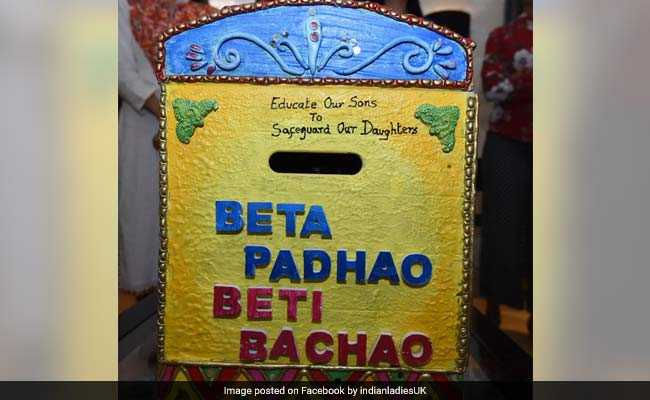 Educate Our Sons
To
Safeguard Our Daughters
BETA
PADHAO
BETI
BACHAO
Image posted on Facebook by indianladiesUK